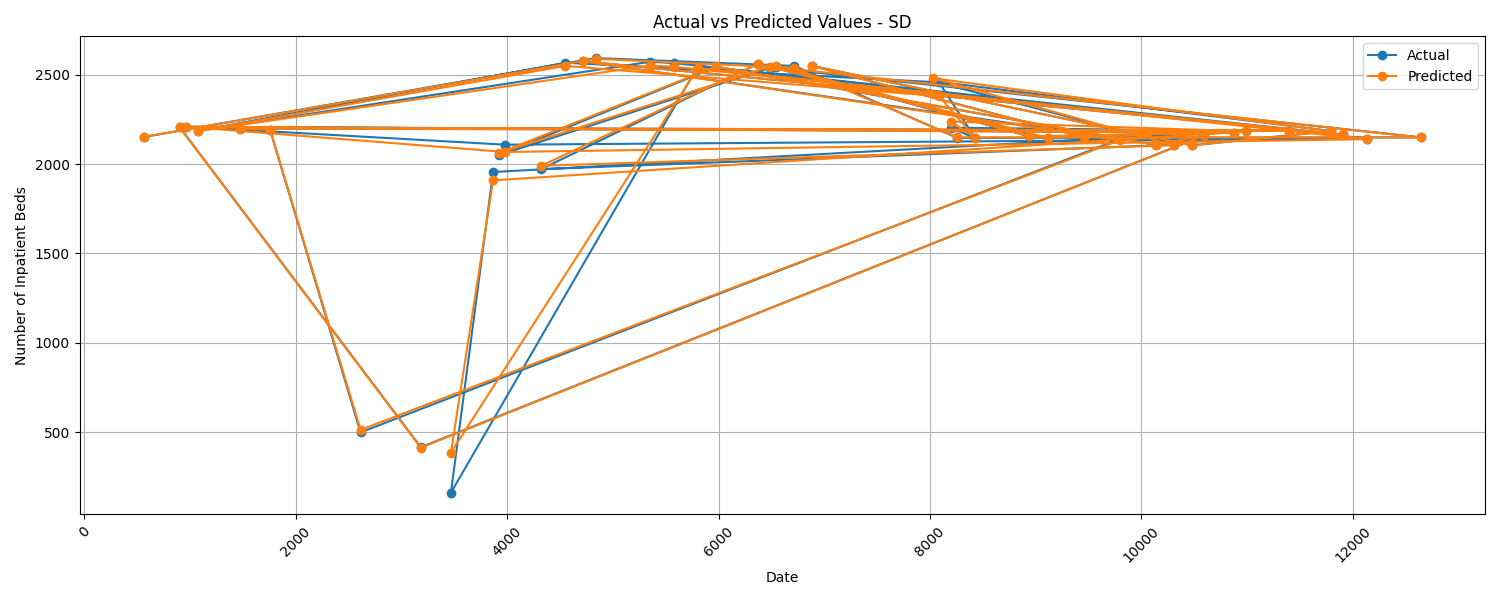 Actual vs Predicted Values - SD
Actual
Predicted
Number of Inpatient Beds
2500
2000
1500
1000
500
0
2000
4000
6000
8000
10000
12000
Date